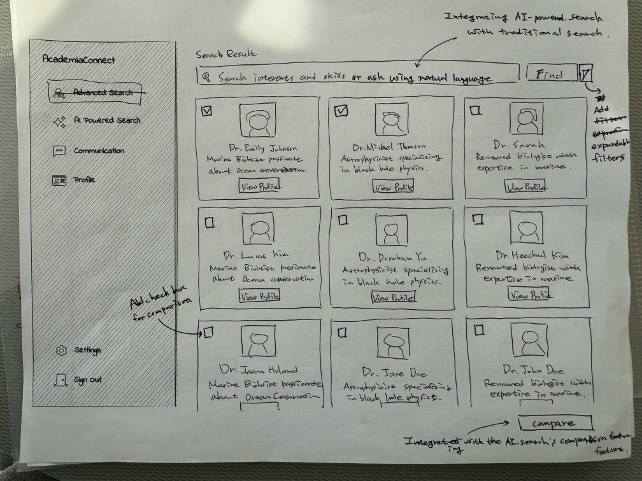 Integrating AI-powered search
with traditional search.
AcademiaConnect
Search Result
Search interests and skills or ask using natural language
Find
Advanced Search
AI Powered Search
Communication
Profile
Settings
Sign out
Add
filter
expandable
filters
Dr. Emily Johnson
Marine Biologist passionate
about Ocean conservation
View Profile
Dr. Michael Thomson
Astrophysicist specializing
in black hole physics.
View Profile
Dr. Sarah
Renowned biologist with
expertise in marine.
View Profile
Dr Lucas Kim
Marine Biologist passionate
about Ocean conservation
View Profile
Dr. Donohan Yu
Astrophysicist specializing
in black hole physics.
View Profile
Dr Heechul Kim
Renowned biologist with
expertise in marine
View Profile
Add check box
for comparison
Dr. Jason Holand
Marine Biologist passionate
about Ocean Conservation
Dr. Jane Doe
Astrophysicist specializing
in black hole physics.
Dr. John Doe
Renowned biologist with
expertise in marine.
compare
Integrating with the AI search's comparison
feature.